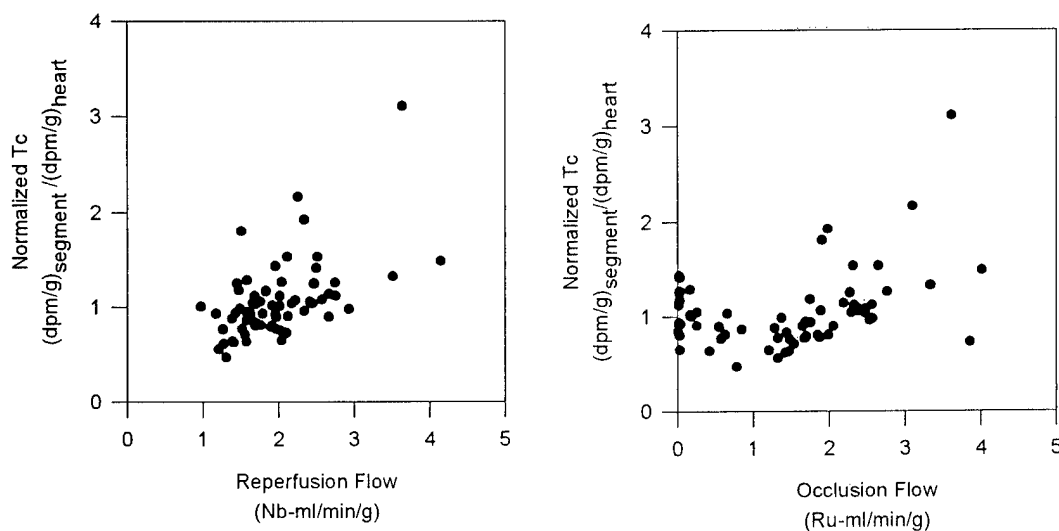 4
3
2
1
0
Normalized Tc
(dpm/g)segment/(dpm/g)heart
0 1 2 3 4 5
Reperfusion Flow
(Nb-ml/min/g)
4
3
2
1
0
Normalized Tc
(dpm/g)segment/(dpm/g)heart
0 1 2 3 4 5
Occlusion Flow
(Ru-ml/min/g)